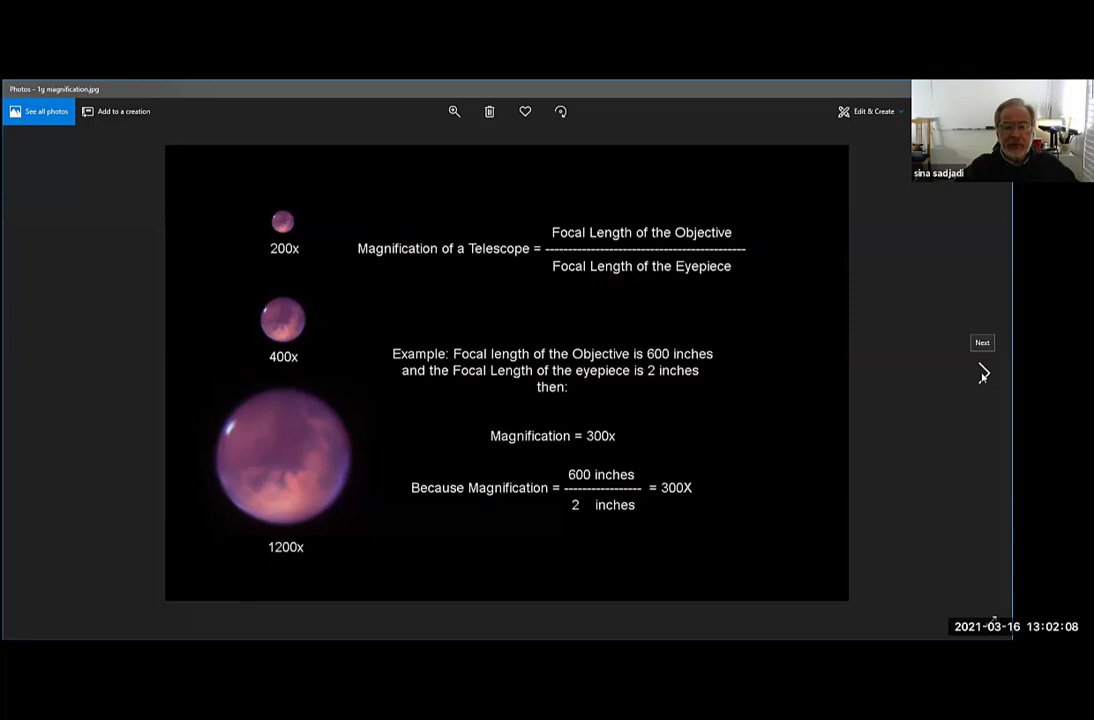 Photos - 1g magnification.jpg
See all photos
Add to a creation
Edit & Create
sina sadjadi
200x
Magnification of a Telescope =
Focal Length of the Objective
----------------------------------------------
Focal Length of the Eyepiece
400x
Example: Focal length of the Objective is 600 inches
and the Focal Length of the eyepiece is 2 inches
then:
Next
Magnification = 300x
Because Magnification =
600 inches
-----------------
2 inches
= 300X
1200x
2021-03-16 13:02:08